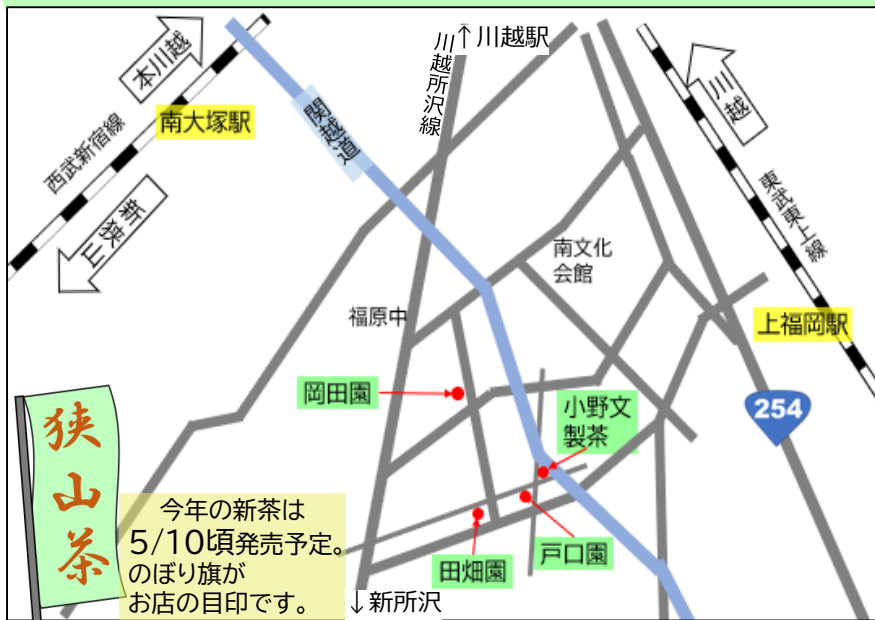 ↑川越駅
川越所沢線
本川越
南大塚駅
西武新宿線
新狭山
関越道
川越
東武東上線
南文化
会館
福原中
上福岡駅
岡田園
小野文
製茶
254
狭山茶
今年の新茶は
5/10頃発売予定。
のぼり旗が
お店の目印です。
田畑園
戸口園
↓新所沢